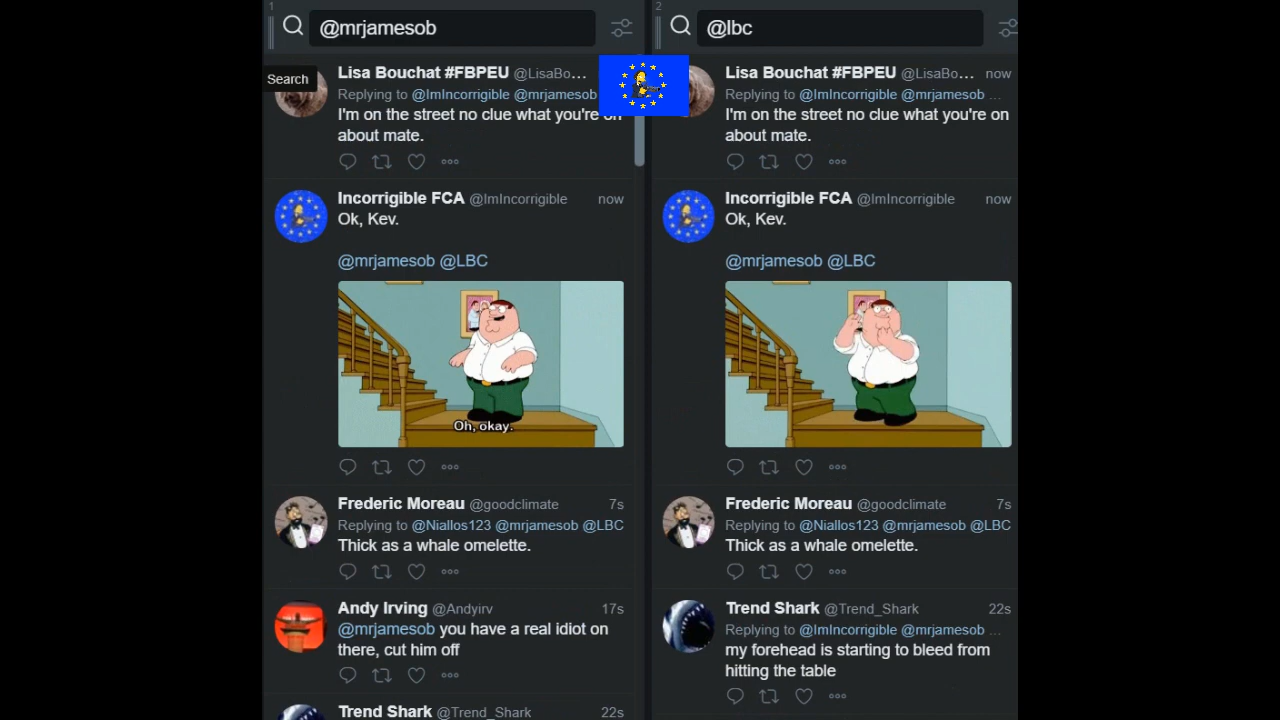 1
@mrjamesob
Search
Lisa Bouchat #FBPEU @LisaBo...
Replying to @ImIncorrigible @mrjamesob
I'm on the street no clue what you're on
about mate.
Incorrigible FCA @ImIncorrigible now
Ok, Kev.
@mrjamesob @LBC
Oh, okay.
Frederic Moreau @goodclimate 7s
Replying to @Niallos123 @mrjamesob @LBC
Thick as a whale omelette.
Andy Irving @Andyirv 17s
@mrjamesob you have a real idiot on
there, cut him off
Trend Shark @Trend_Shark 22s
2
@lbc
Lisa Bouchat #FBPEU @LisaBo... now
Replying to @ImIncorrigible @mrjamesob ...
I'm on the street no clue what you're on
about mate.
Incorrigible FCA @ImIncorrigible now
Ok, Kev.
@mrjamesob @LBC
Frederic Moreau @goodclimate 7s
Replying to @Niallos123 @mrjamesob @LBC
Thick as a whale omelette.
Trend Shark @Trend_Shark 22s
Replying to @ImIncorrigible @mrjamesob ...
my forehead is starting to bleed from
hitting the table